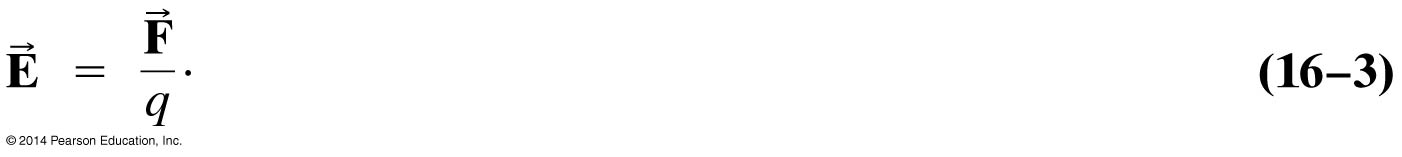 E⃗ = F⃗/q. (16–3)
© 2014 Pearson Education, Inc.